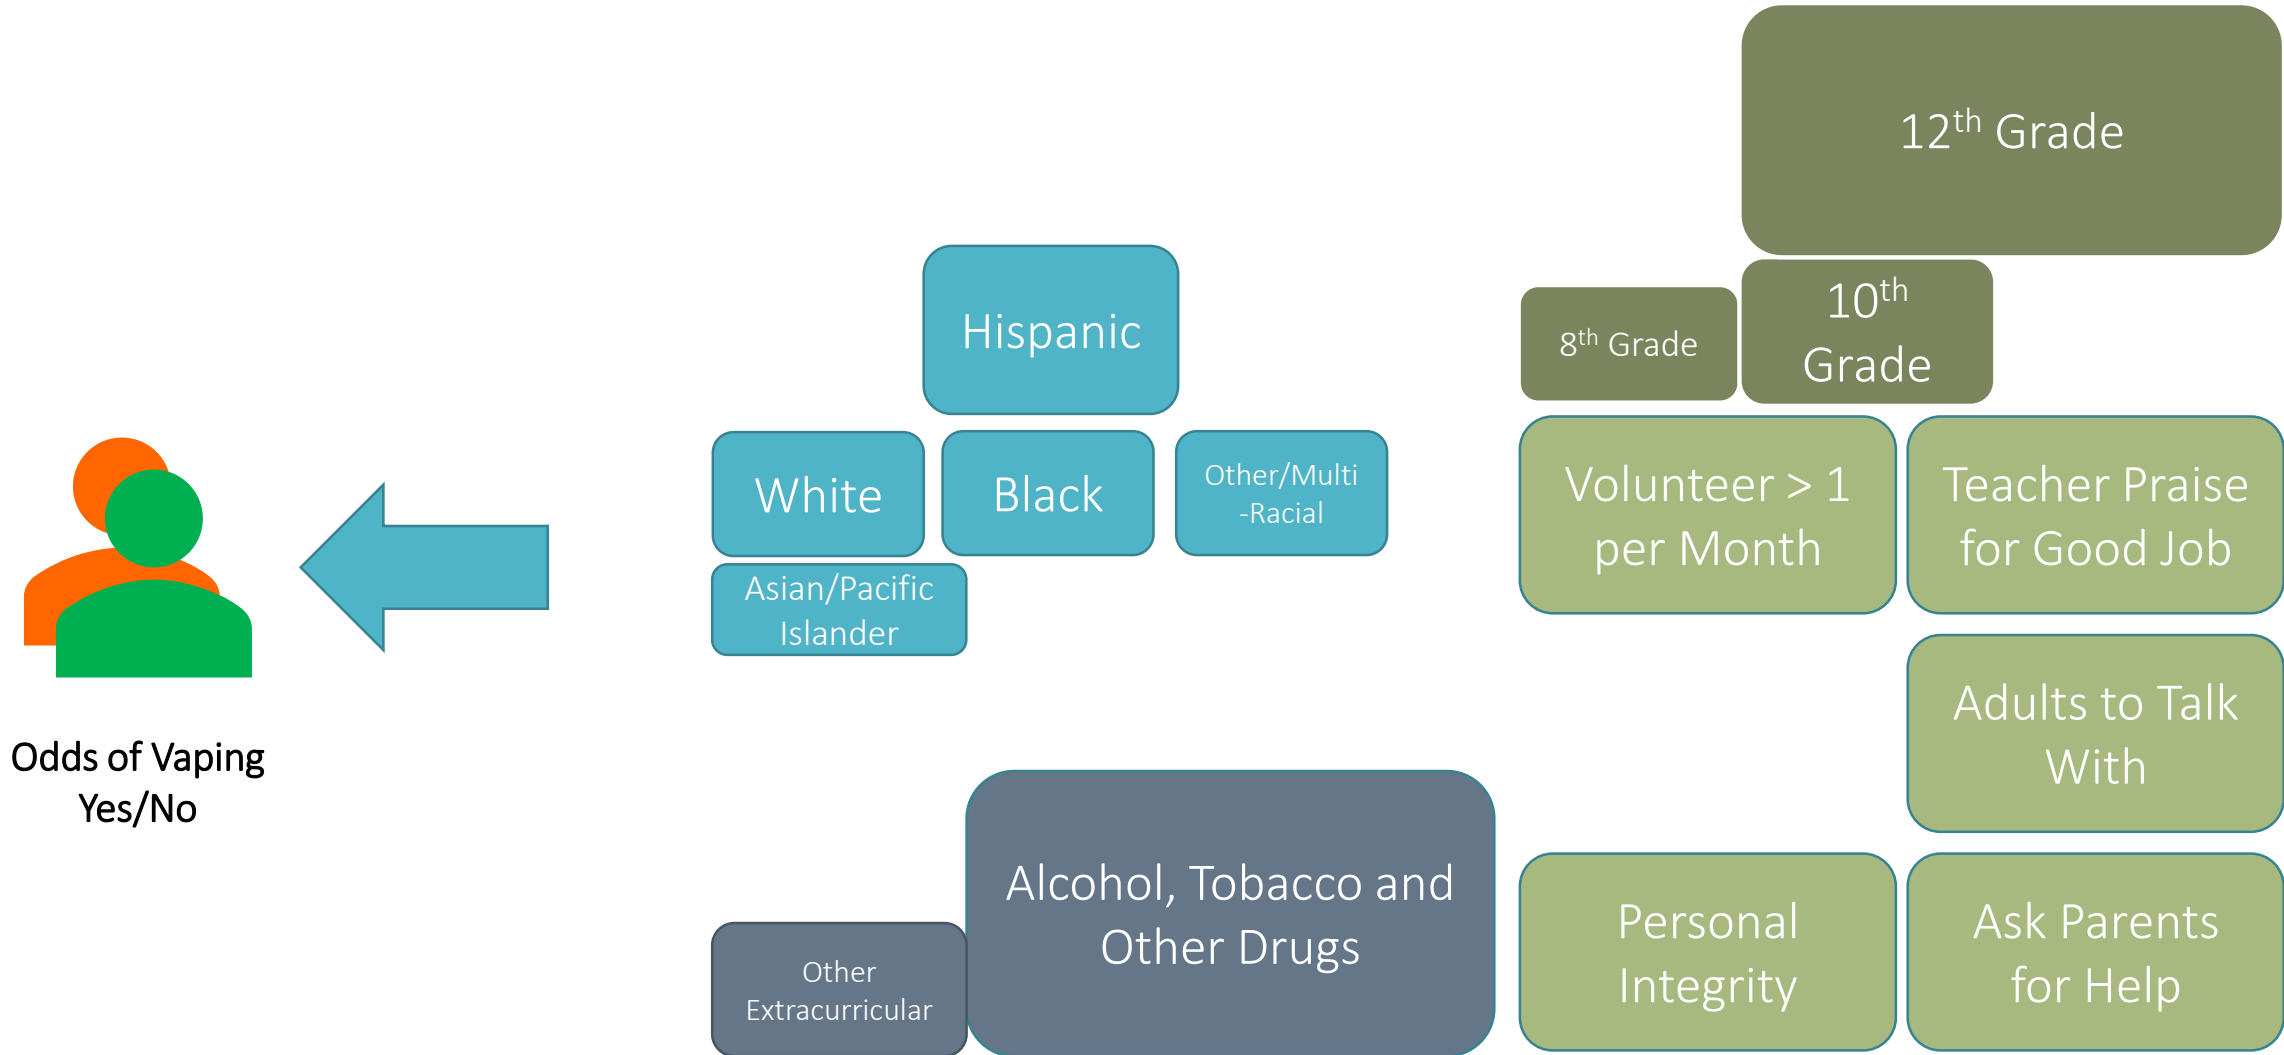 12th Grade
Hispanic
8th Grade
10th
Grade
White
Black
Other/Multi
-Racial
Volunteer > 1
per Month
Teacher Praise
for Good Job
Asian/Pacific
Islander
Adults to Talk
With
Odds of Vaping
Yes/No
Alcohol, Tobacco and
Other Drugs
Other
Extracurricular
Personal
Integrity
Ask Parents
for Help